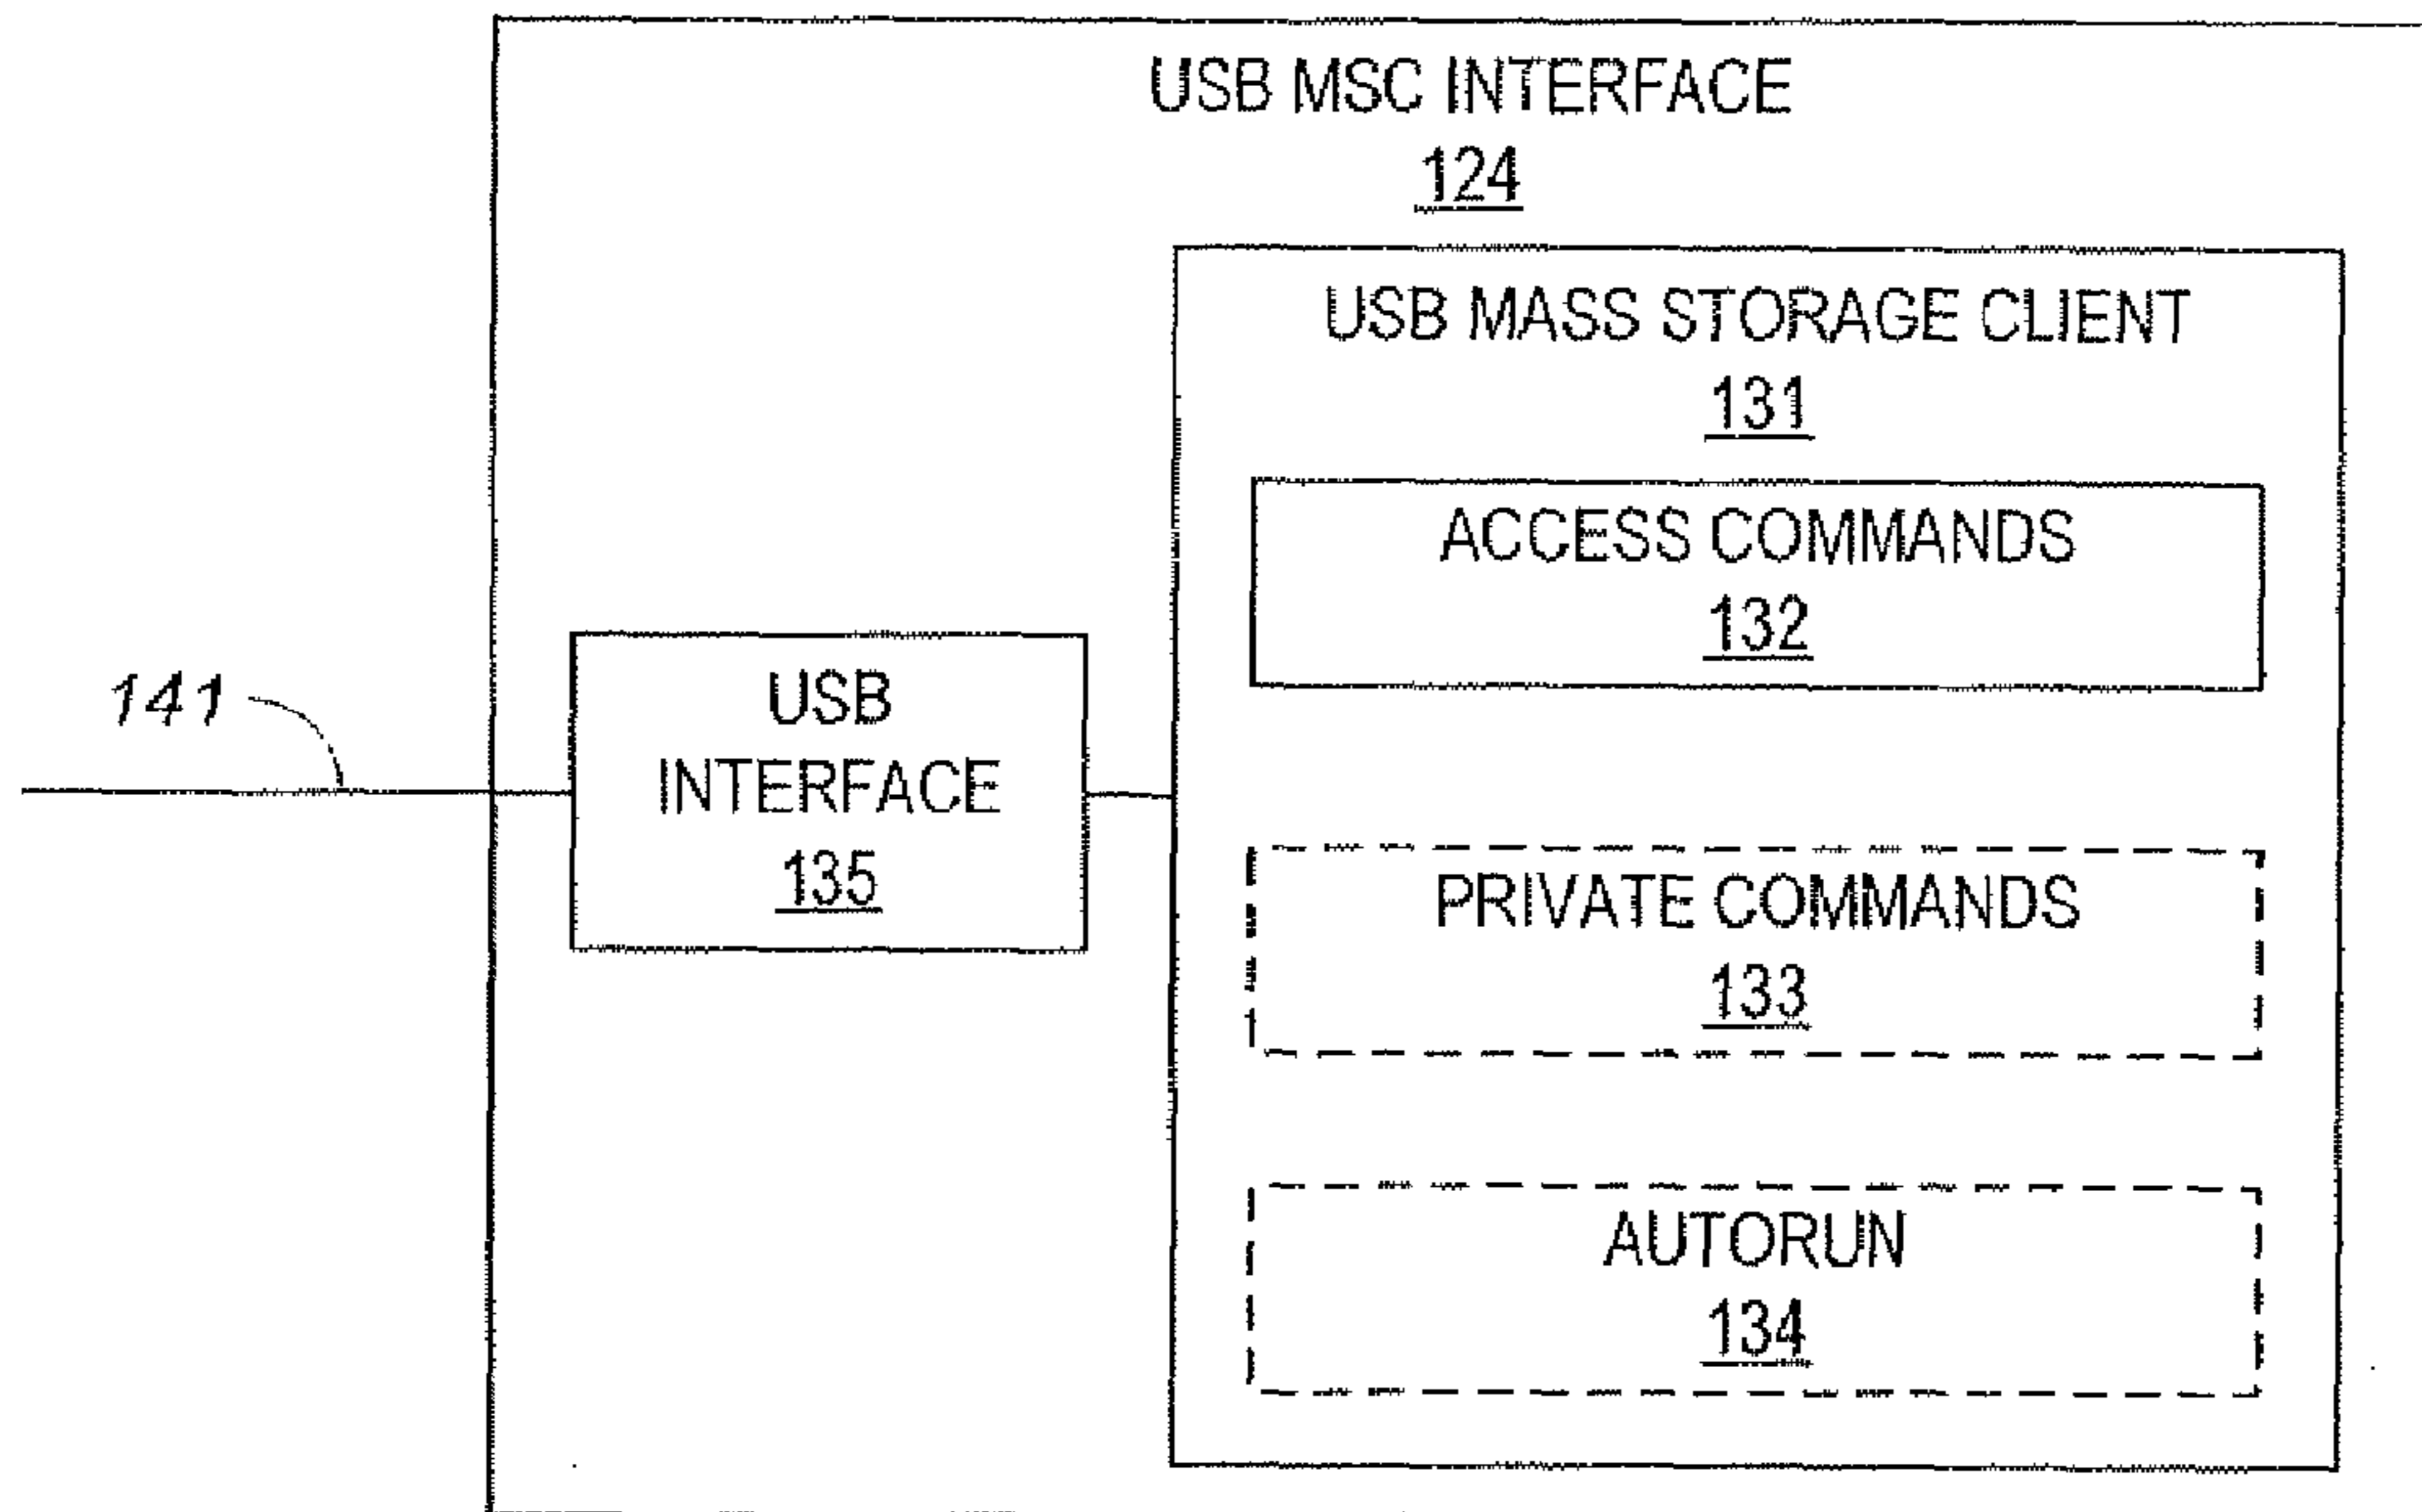 USB MSC INTERFACE
124
USB MASS STORAGE CLIENT
131
ACCESS COMMANDS
132
141
USB
INTERFACE
135
PRIVATE COMMANDS
133
AUTORUN
134